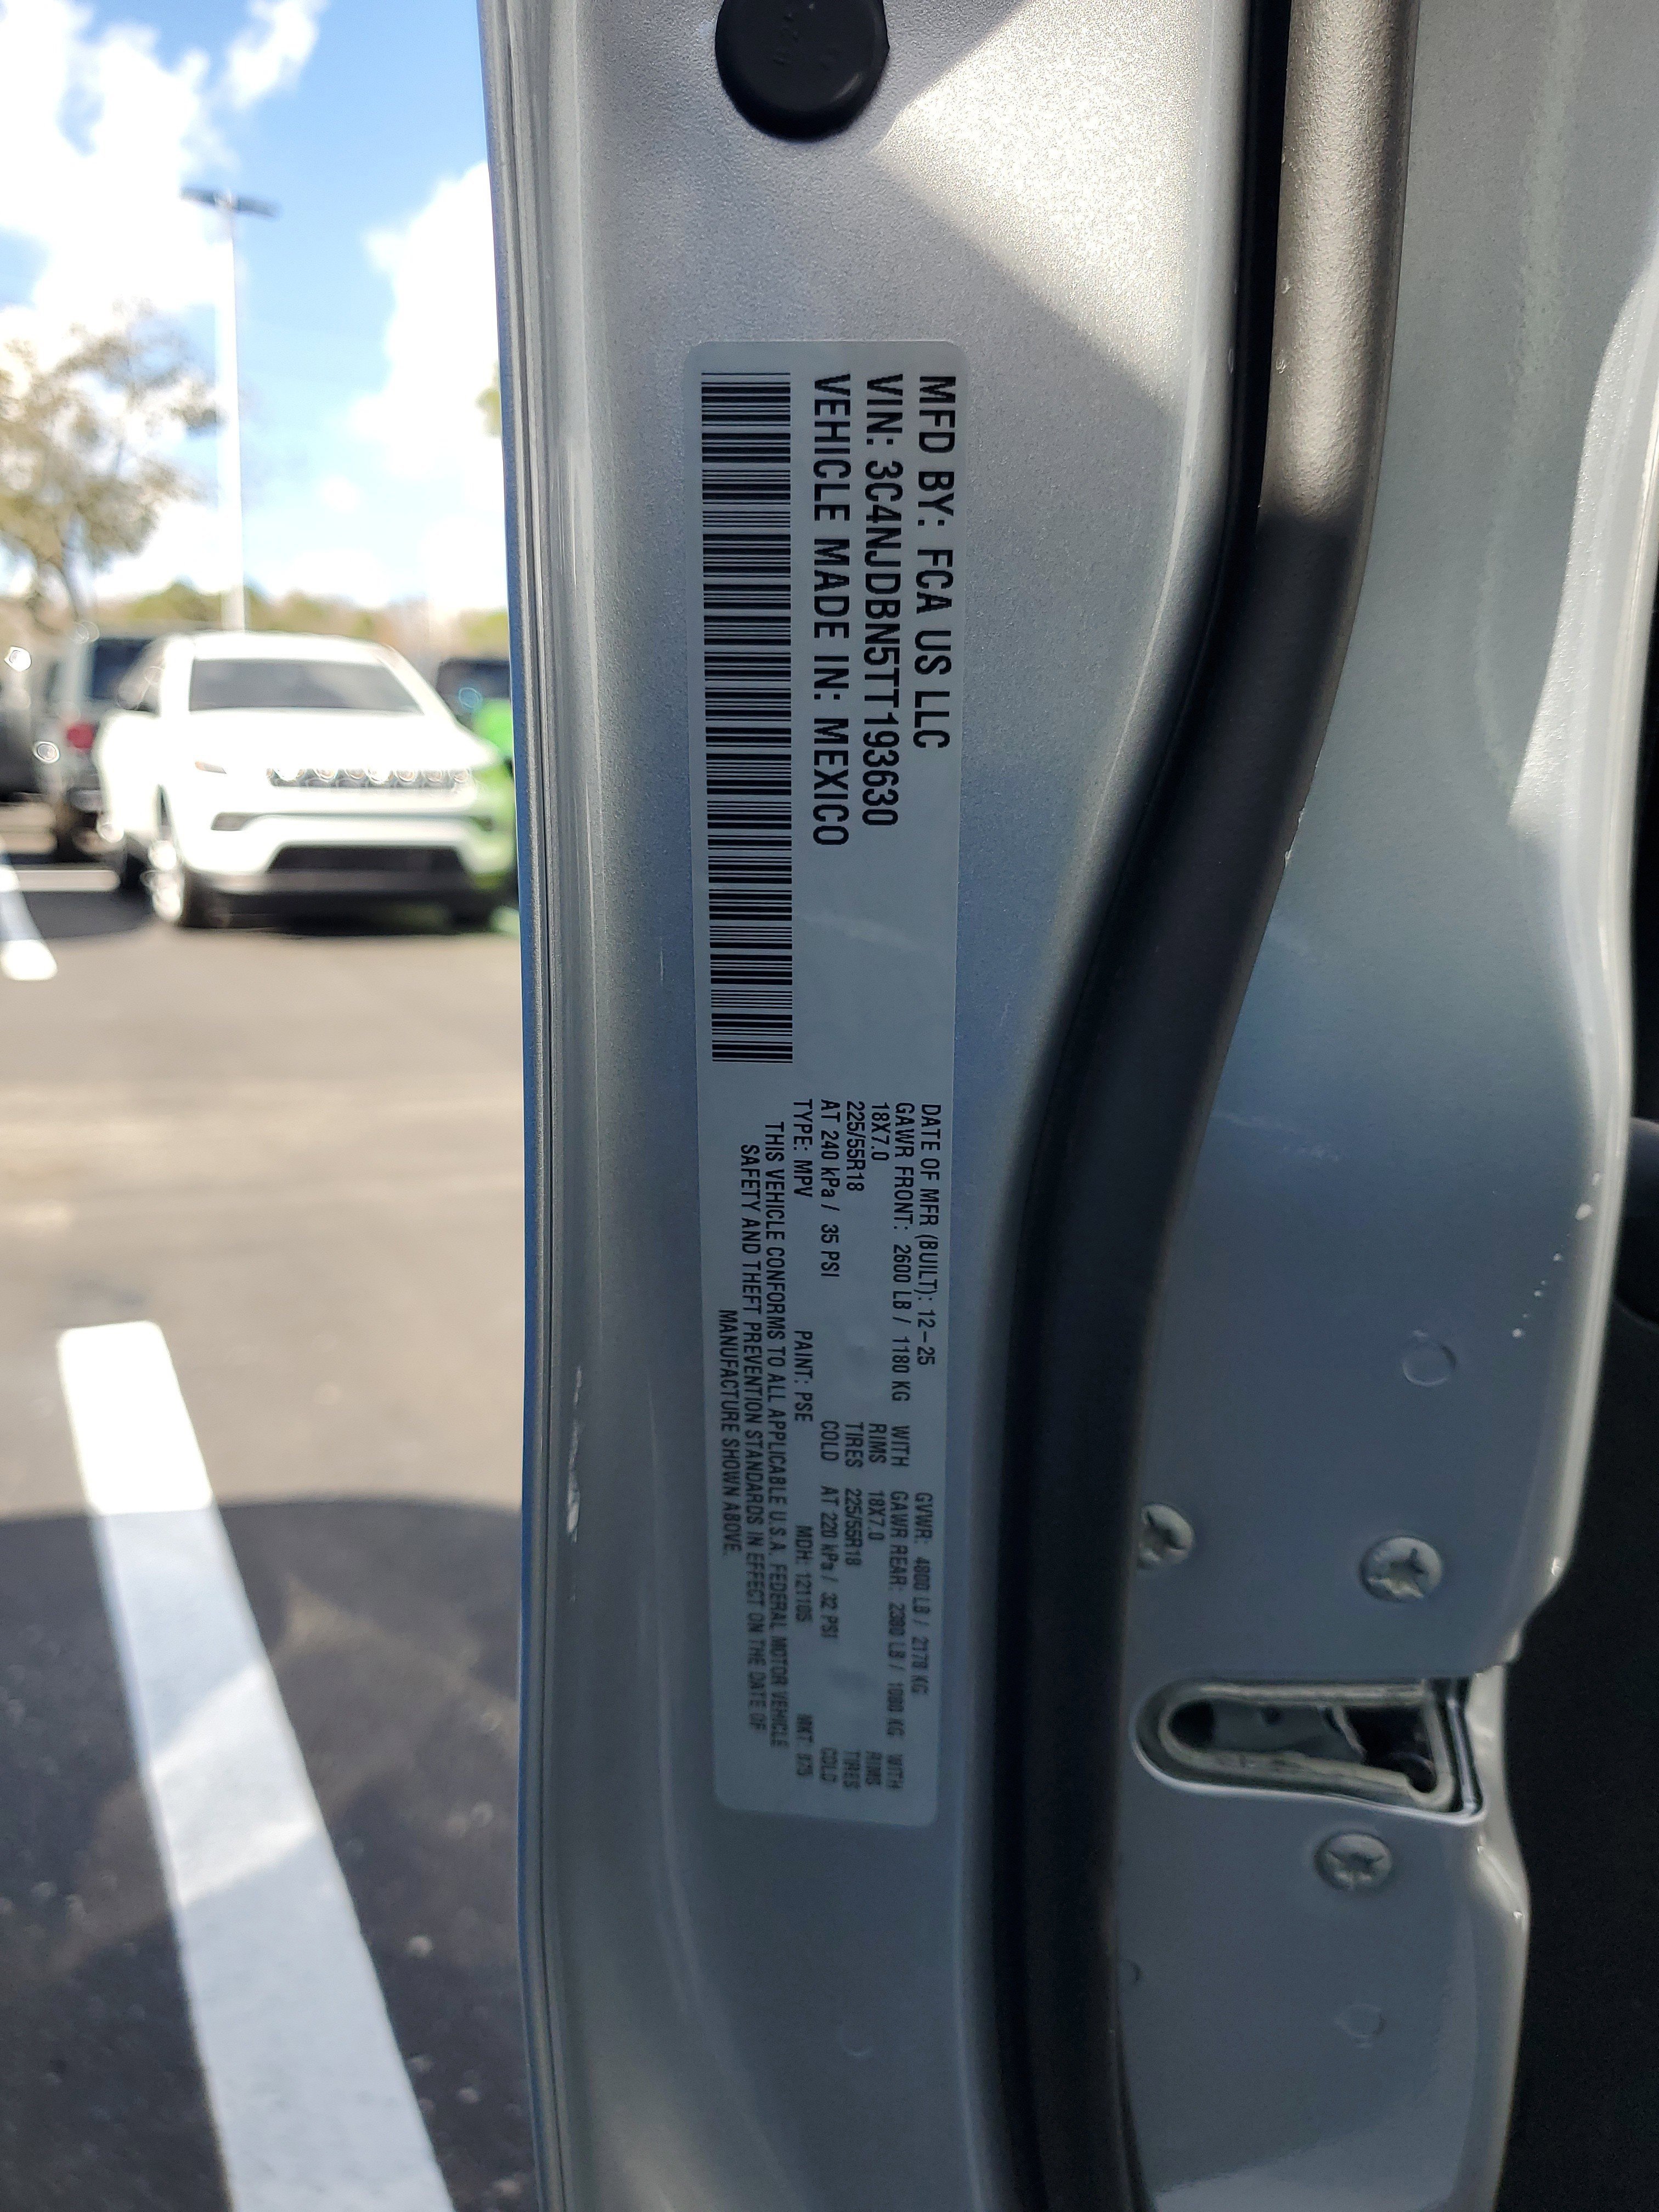 MFD BY: FCA US LLC
VIN: 3C4NJDBN5TT193630
VEHICLE MADE IN: MEXICO
DATE OF MFR (BUILT): 12-25 GVWR: 4800 LB / 2178 KG
GAWR FRONT: 2600 LB / 1180 KG WITH GAWR REAR: 2380 LB / 1080 KG WITH
18X7.0 RIMS 18X7.0 RIMS
225/55R18 TIRES 225/55R18 TIRES
AT 240 kPa / 35 PSI COLD AT 220 kPa / 32 PSI COLD
TYPE: MPV PAINT: PSE MDH: 121105 MKT:
THIS VEHICLE CONFORMS TO ALL APPLICABLE U.S.A. FEDERAL MOTOR VEHICLE
SAFETY AND THEFT PREVENTION STANDARDS IN EFFECT ON THE DATE OF
MANUFACTURE SHOWN ABOVE.